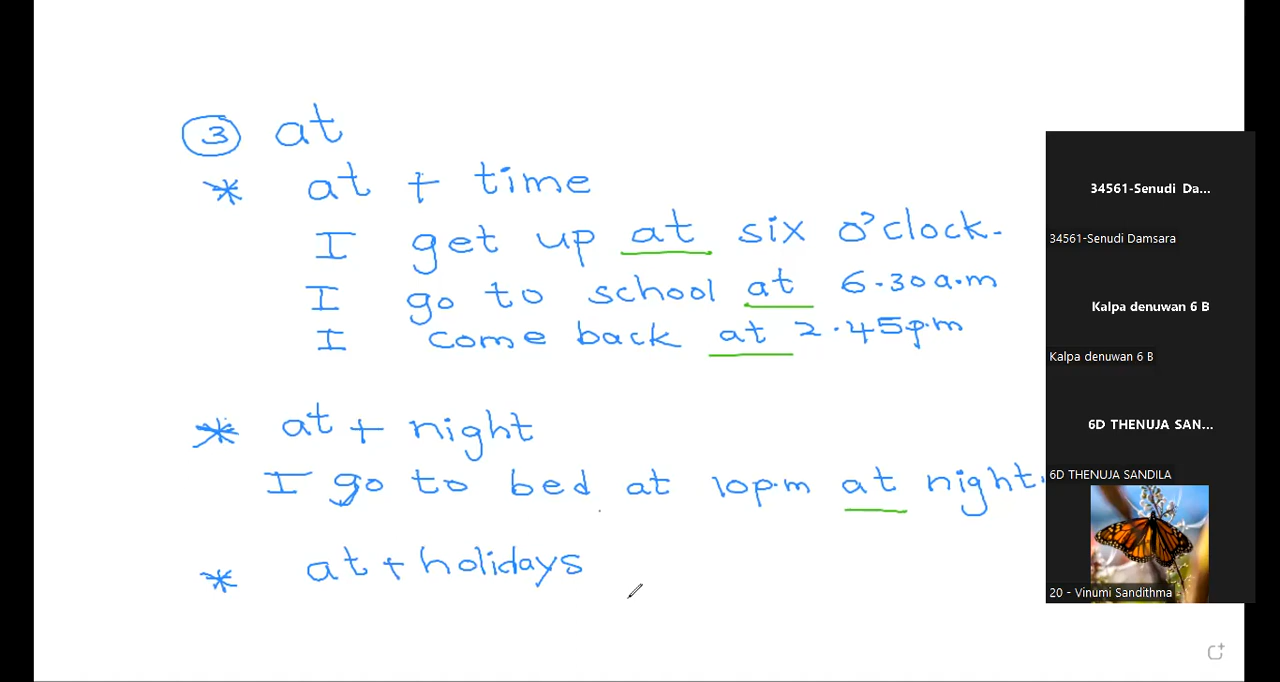 3 at
* at + time
I get up at six o'clock.
I go to school at 6.30a.m
I come back at 2.45p.m
* at + night
I go to bed at 10p.m at night.
* at + holidays
34561-Senudi Da...
34561-Senudi Damsara
Kalpa denuwan 6 B
Kalpa denuwan 6 B
6D THENUJA SAN...
6D THENUJA SANDILA
20 - Vinumi Sandithma